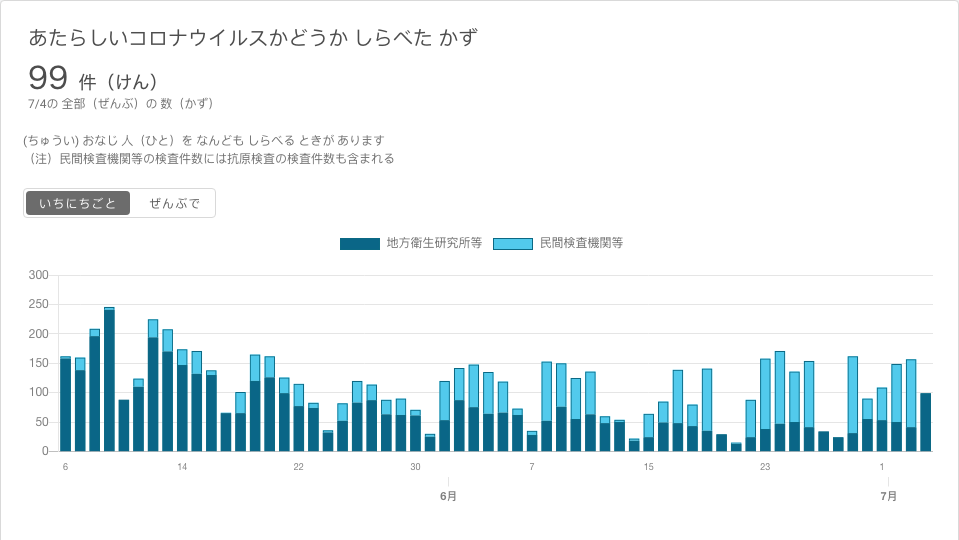 あたらしいコロナウイルスかどうか しらべた かず
99 件（けん）
7/4の 全部（ぜんぶ）の 数（かず）
(ちゅうい) おなじ 人（ひと）を なんども しらべる ときが あります
（注）民間検査機関等の検査件数には抗原検査の検査件数も含まれる
いちにちごと ぜんぶで
地方衛生研究所等 民間検査機関等
300
250
200
150
100
50
0
6 14 22 30 7 15 23 1
6月 7月